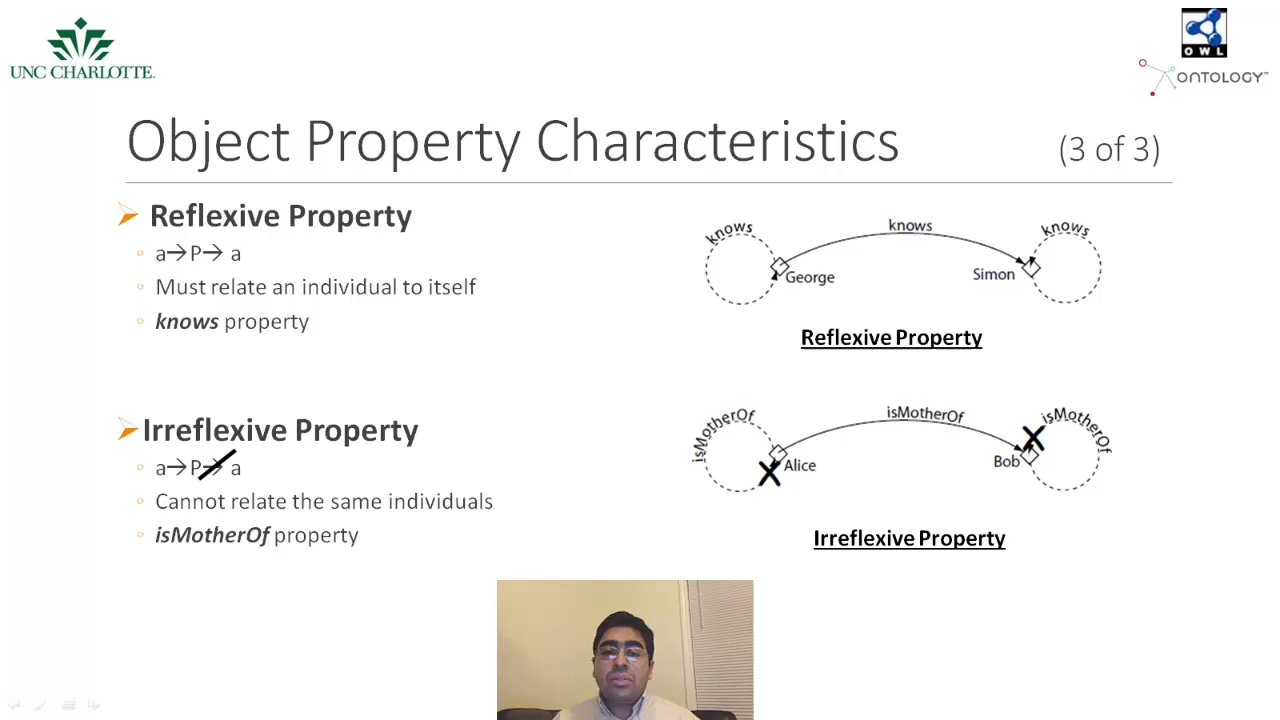 UNC CHARLOTTE.
OWL
ONTOLOGY™
Object Property Characteristics
(3 of 3)
Reflexive Property
a→P→ a
Must relate an individual to itself
knows property
knows
knows
knows
George
Simon
Reflexive Property
Irreflexive Property
a→P→ a
Cannot relate the same individuals
isMotherOf property
isMotherOf
isMotherOf
isMotherOf
Alice
Bob
Irreflexive Property